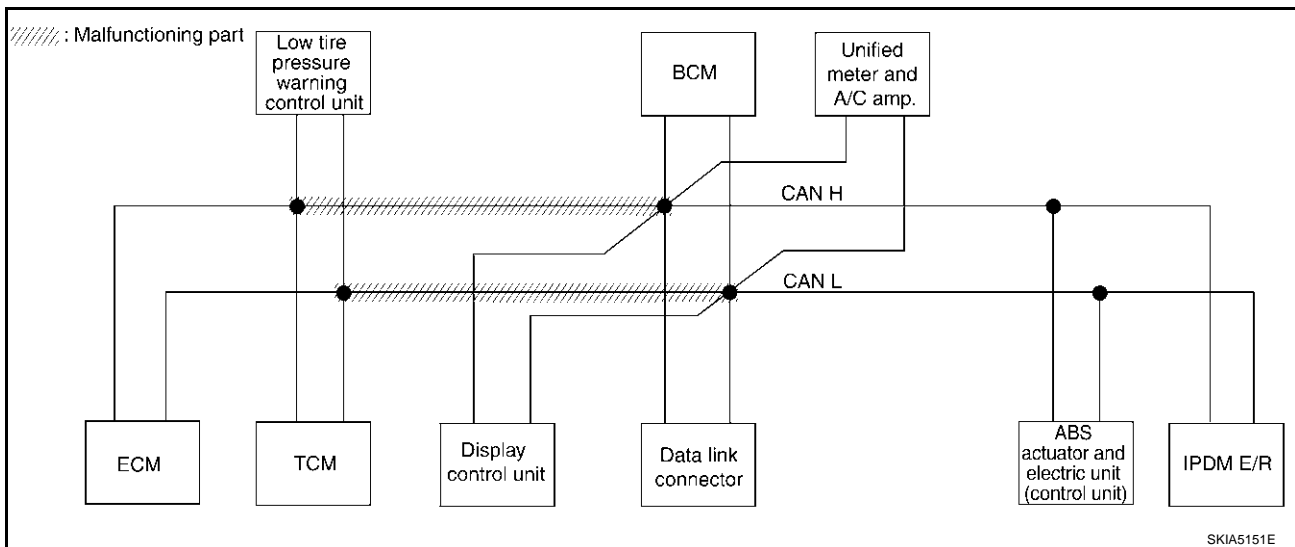 : Malfunctioning part
Low tire
pressure
warning
control unit
BCM
Unified
meter and
A/C amp.
CAN H
CAN L
ECM
TCM
Display
control unit
Data link
connector
ABS
actuator and
electric unit
(control unit)
IPDM E/R
SKIA5151E